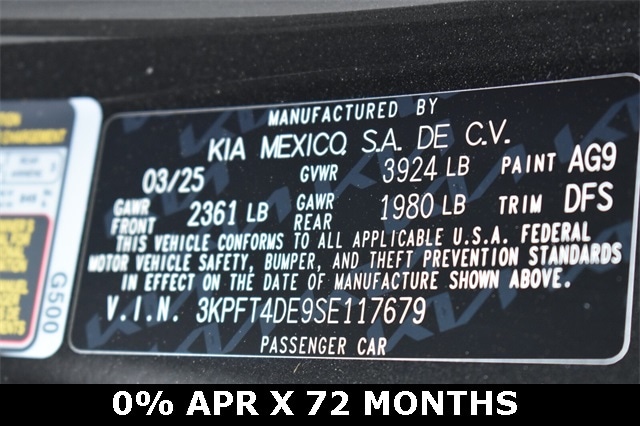 MANUFACTURED BY
KIA MEXICO, S.A. DE C.V.
03/25 GVWR 3924 LB PAINT AG9
GAWR FRONT 2361 LB GAWR REAR 1980 LB TRIM DFS
THIS VEHICLE CONFORMS TO ALL APPLICABLE U.S.A. FEDERAL
MOTOR VEHICLE SAFETY, BUMPER, AND THEFT PREVENTION STANDARDS
IN EFFECT ON THE DATE OF MANUFACTURE SHOWN ABOVE.
V.I.N. 3KPFT4DE9SE117679
PASSENGER CAR
G500
0% APR X 72 MONTHS